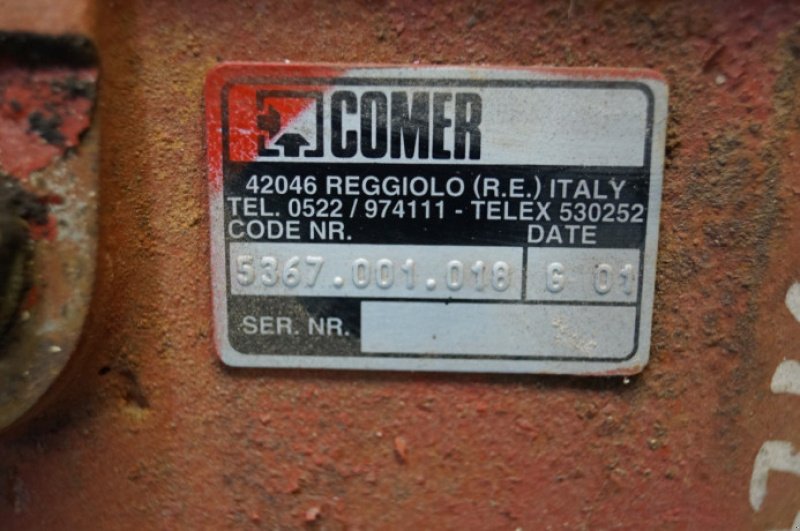 COMER
42046 REGGIOLO (R.E.) ITALY
TEL. 0522 / 974111 - TELEX 530252
CODE NR. DATE
5367.001.018 G 01
SER. NR.